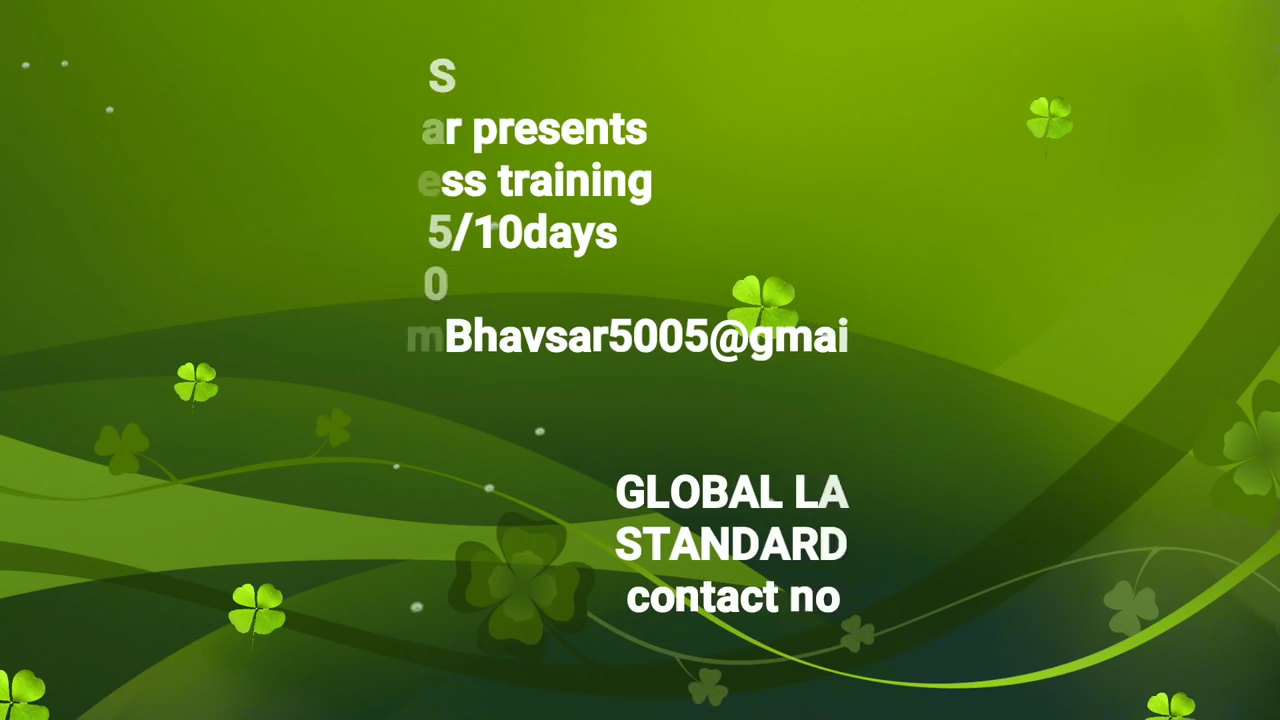 S
ar presents
ess training
5/10days
0
mBhavsar5005@gmai
GLOBAL LA
STANDARD
contact no